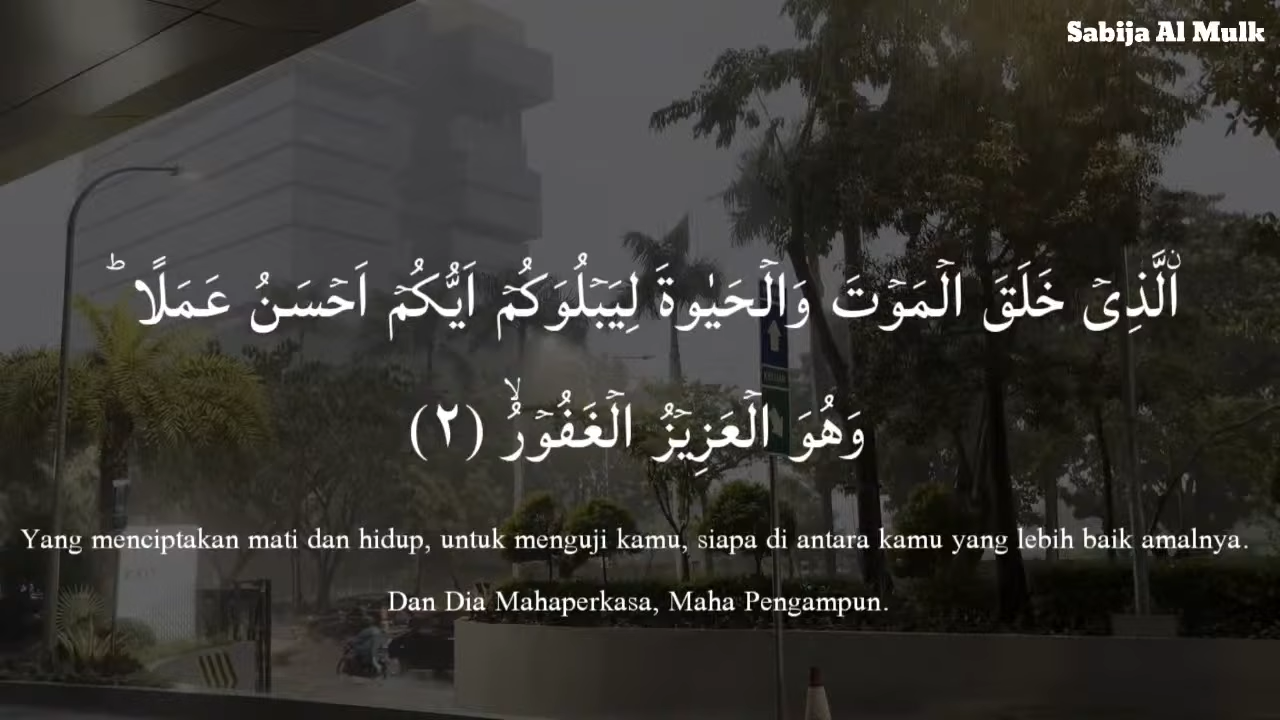 Sabija Al Mulk
اۨلَّذِيْ خَلَقَ الْمَوْتَ وَالْحَيٰوةَ لِيَبْلُوَكُمْ اَيُّكُمْ اَحْسَنُ عَمَلًاۗ
وَهُوَ الْعَزِيْزُ الْغَفُوْرُۙ (٢)
Yang menciptakan mati dan hidup, untuk menguji kamu, siapa di antara kamu yang lebih baik amalnya.
Dan Dia Mahaperkasa, Maha Pengampun.